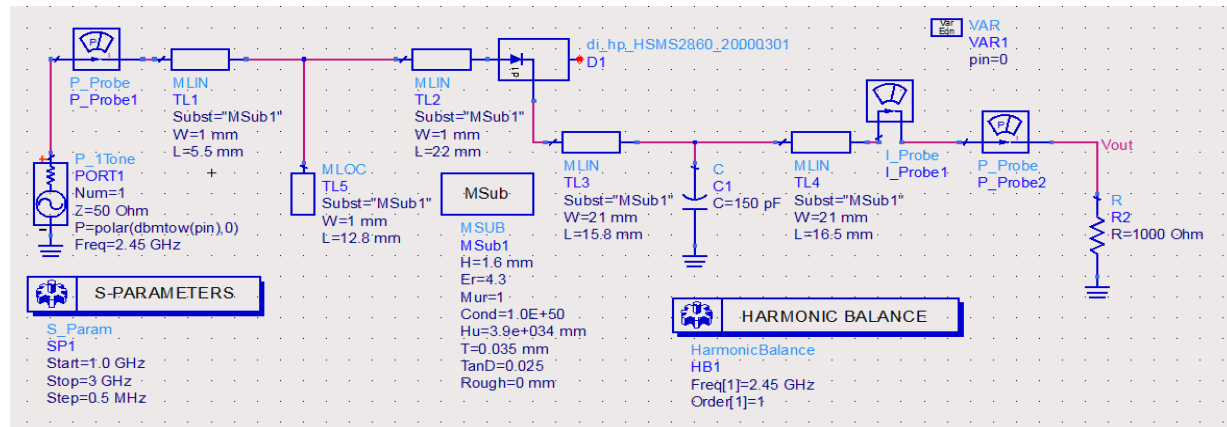 Var
Eqn
VAR
VAR1
pin=0
P
P_Probe
P_Probe1
MLIN
TL1
Subst="MSub1"
W=1 mm
L=5.5 mm
MLIN
TL2
Subst="MSub1"
W=1 mm
L=22 mm
d1
di_hp_HSMS2860_20000301
D1
P_1Tone
PORT1
Num=1
Z=50 Ohm
P=polar(dbmtow(pin),0)
Freq=2.45 GHz
MLOC
TL5
Subst="MSub1"
W=1 mm
L=12.8 mm
MSub
MSUB
MSub1
H=1.6 mm
Er=4.3
Mur=1
Cond=1.0E+50
Hu=3.9e+034 mm
T=0.035 mm
TanD=0.025
Rough=0 mm
MLIN
TL3
Subst="MSub1"
W=21 mm
L=15.8 mm
C
C1
C=150 pF
MLIN
TL4
Subst="MSub1"
W=21 mm
L=16.5 mm
I_Probe
I_Probe1
P
P_Probe
P_Probe2
Vout
R
R2
R=1000 Ohm
S-PARAMETERS
S_Param
SP1
Start=1.0 GHz
Stop=3 GHz
Step=0.5 MHz
HARMONIC BALANCE
HarmonicBalance
HB1
Freq[1]=2.45 GHz
Order[1]=1